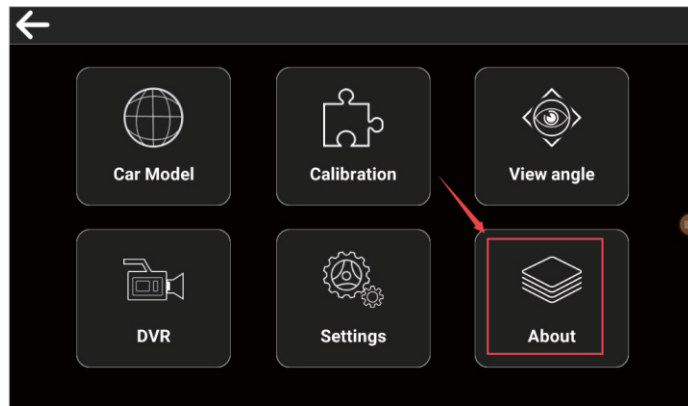 Car Model
Calibration
View angle
DVR
Settings
About